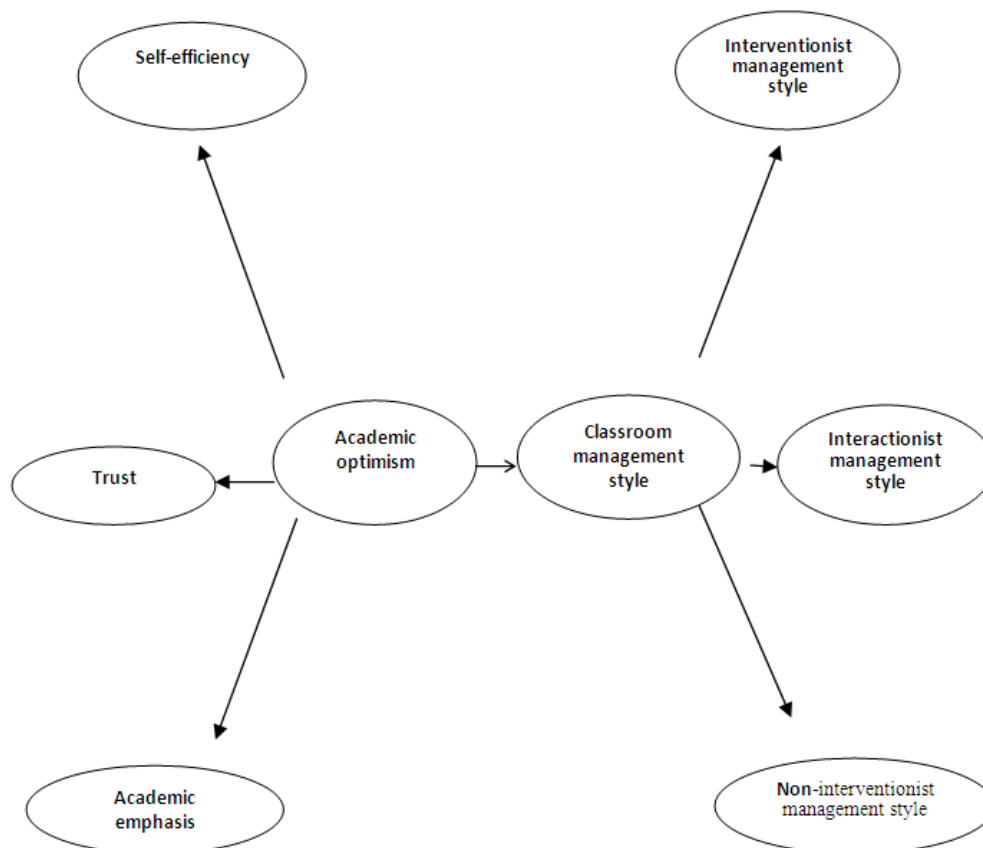 Self-efficiency
Interventionist
management
style
Trust
Academic
optimism
Classroom
management
style
Interactionist
management
style
Academic
emphasis
Non-interventionist
management style